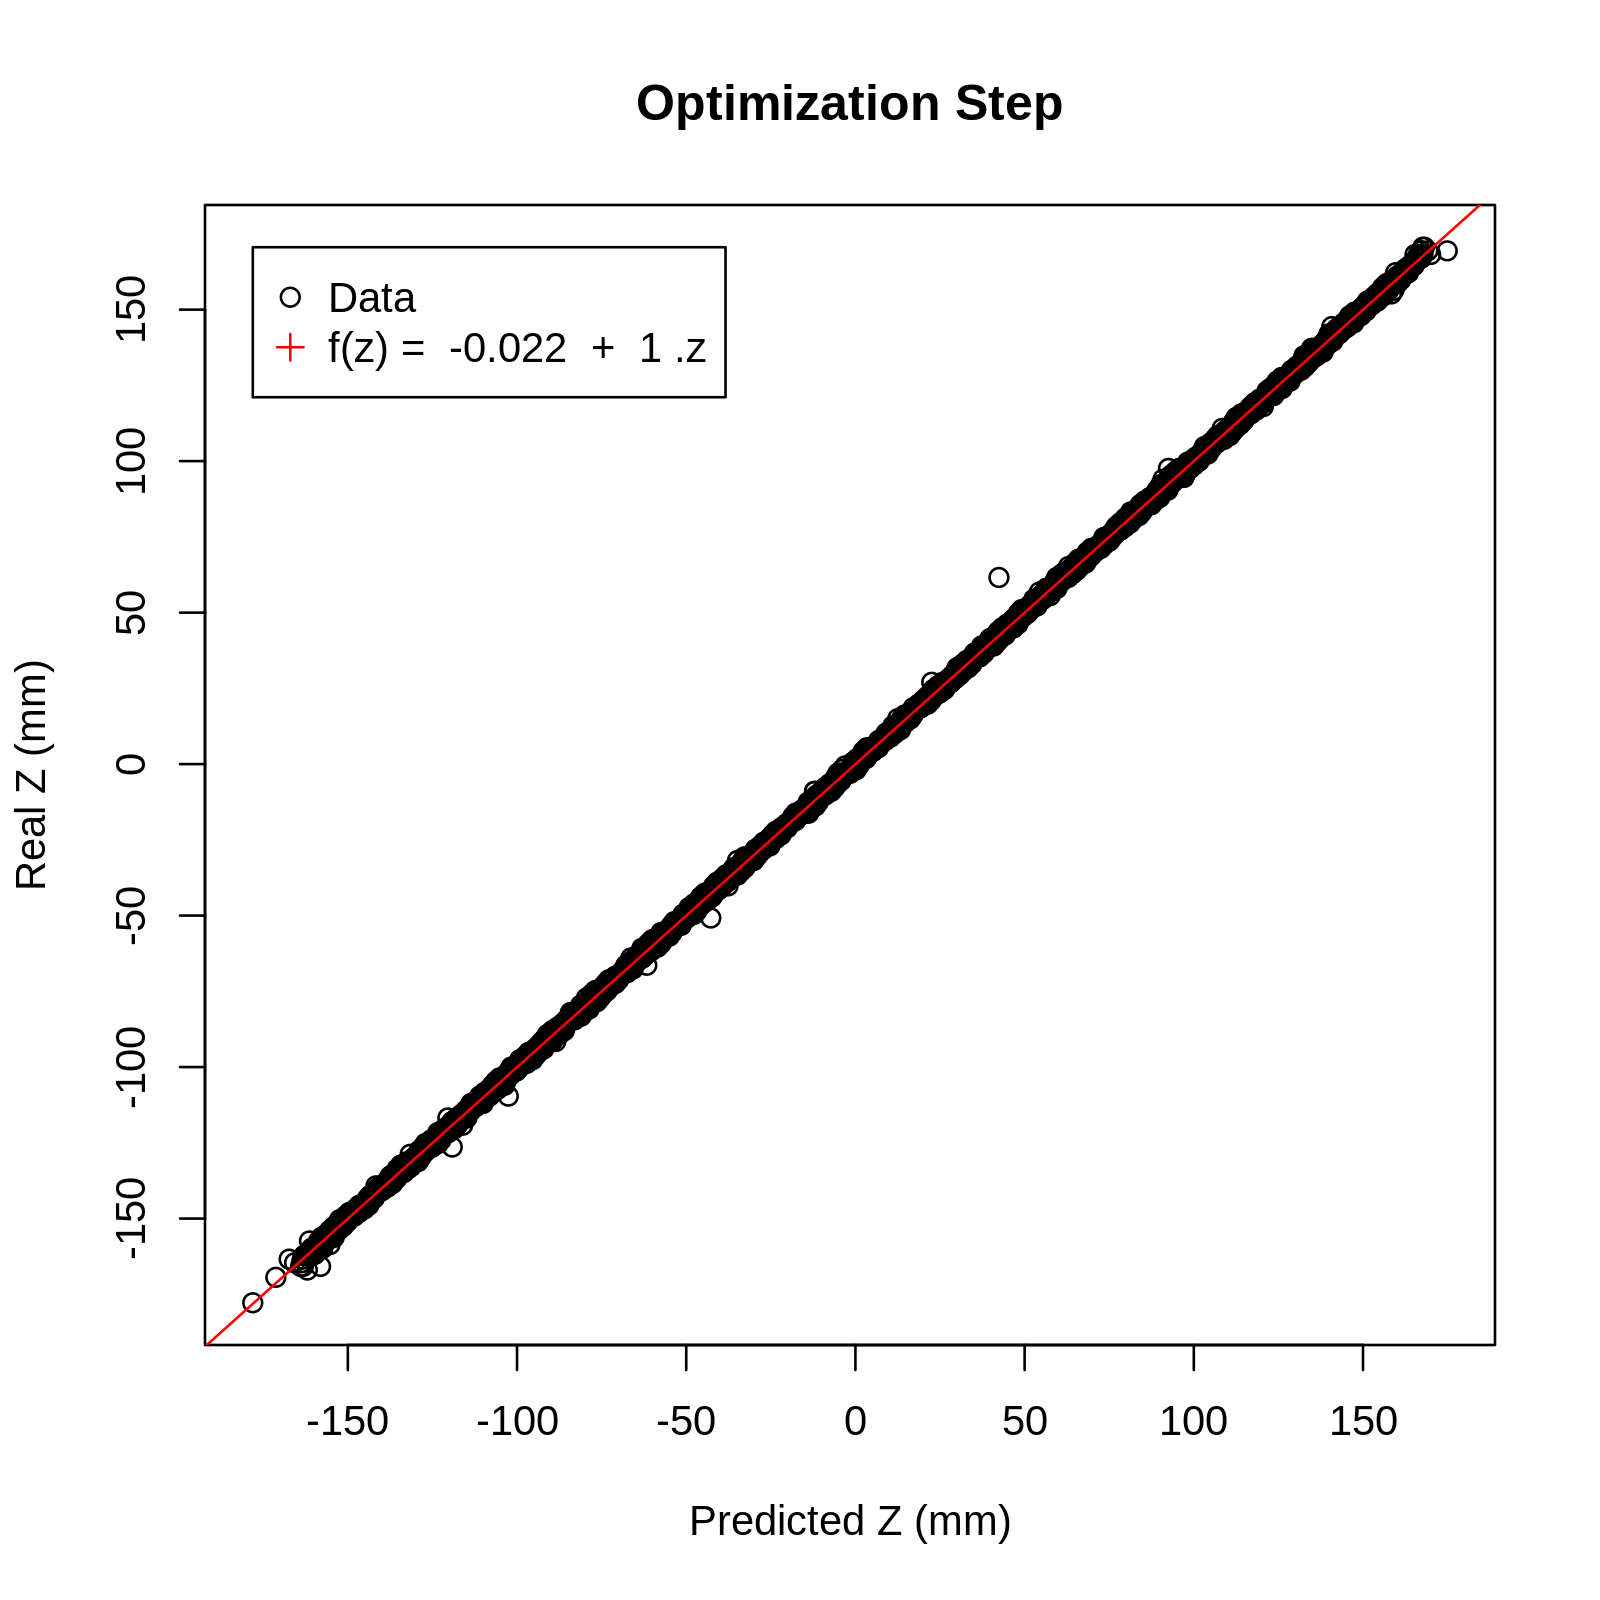 Optimization Step
Data
f(z) = -0.022 + 1 .z
150
100
50
0
-50
-100
-150
Real Z (mm)
-150 -100 -50 0 50 100 150
Predicted Z (mm)